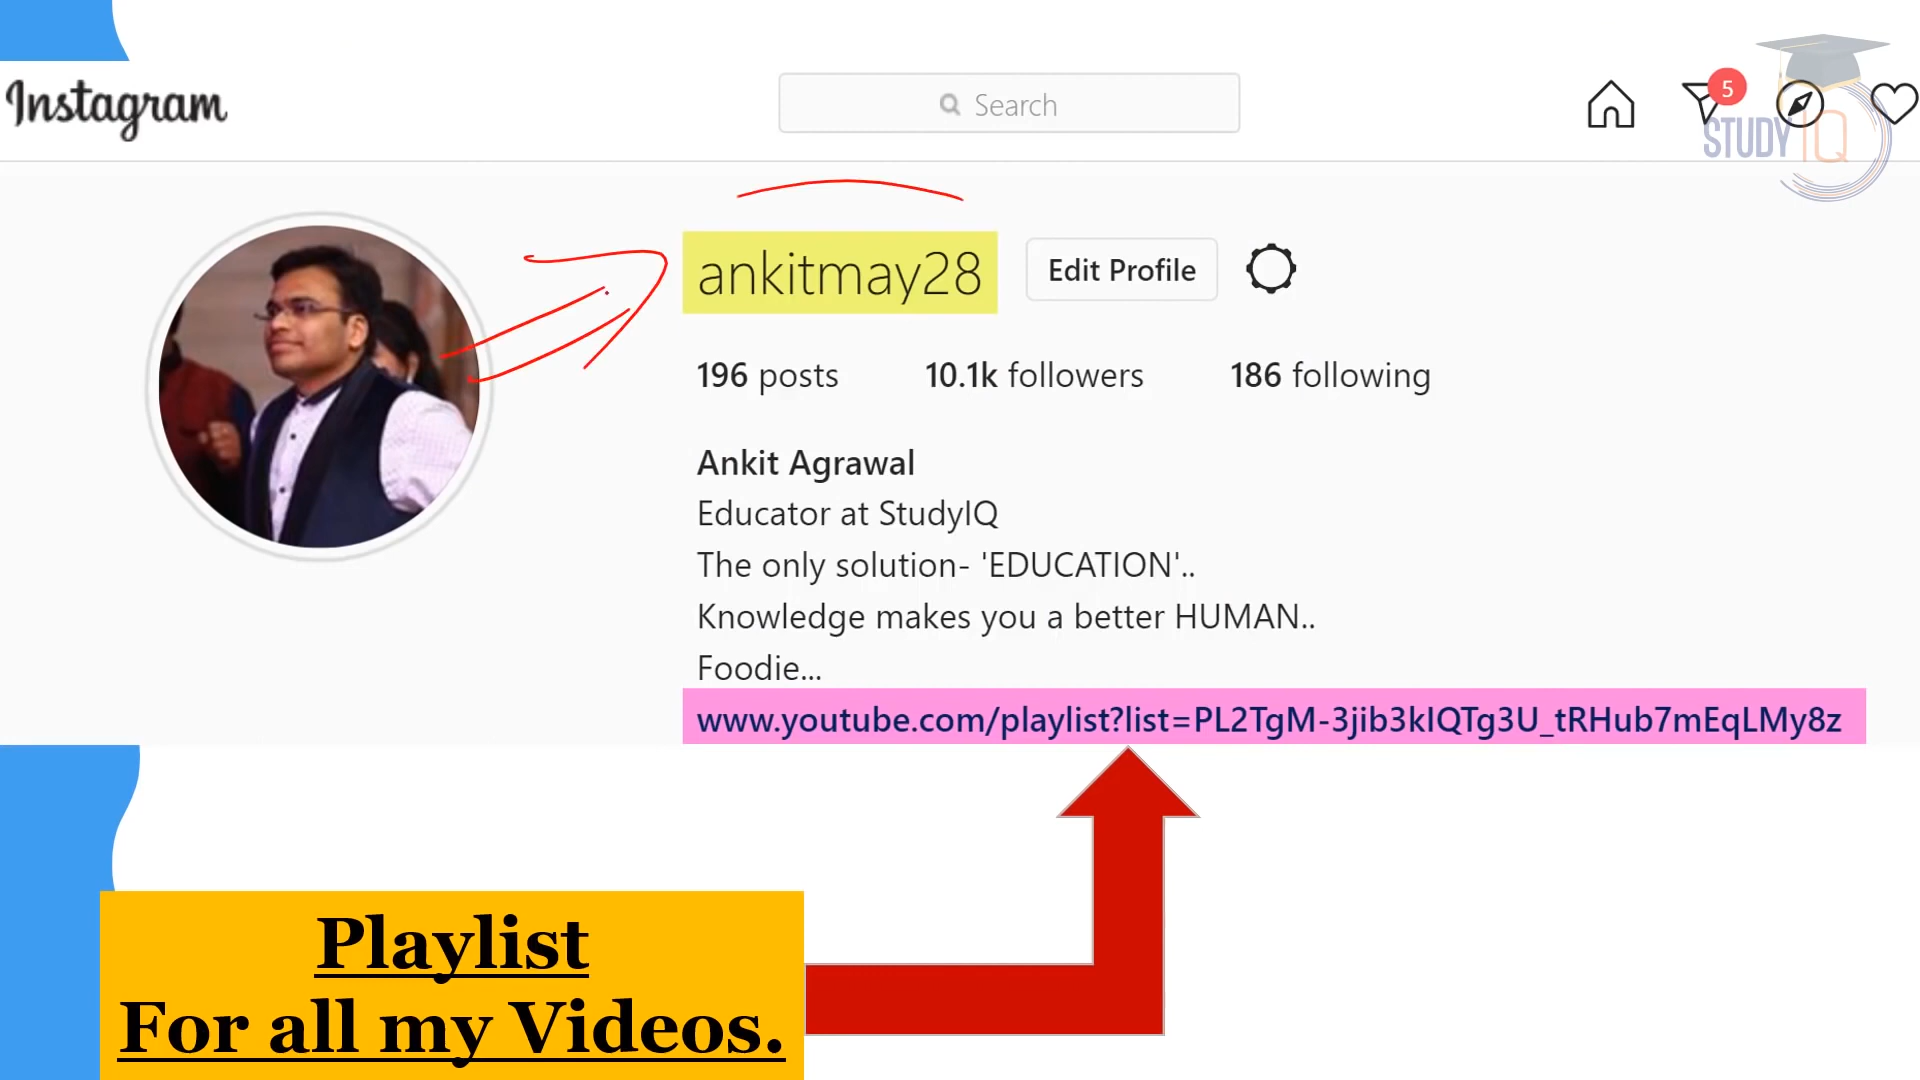 Instagram
Search
5
STUDY IQ
ankitmay28
Edit Profile
196 posts 10.1k followers 186 following
Ankit Agrawal
Educator at StudyIQ
The only solution- 'EDUCATION'..
Knowledge makes you a better HUMAN..
Foodie...
www.youtube.com/playlist?list=PL2TgM-3jib3kIQTg3U_tRHub7mEqLMy8z
Playlist
For all my Videos.